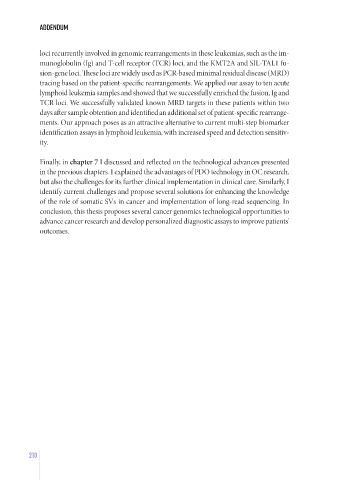 ADDENDUM
loci recurrently involved in genomic rearrangements in these leukemias, such as the im-
munoglobulin (Ig) and T-cell receptor (TCR) loci, and the KMT2A and SIL-TAL1 fu-
sion-gene loci. These loci are widely used as PCR-based minimal residual disease (MRD)
tracing based on the patient-specific rearrangements. We applied our assay to ten acute
lymphoid leukemia samples and showed that we successfully enriched the fusion, Ig and
TCR loci. We successfully validated known MRD targets in these patients within two
days after sample obtention and identified an additional set of patient-specific rearrange-
ments. Our approach poses as an attractive alternative to current multi-step biomarker
identification assays in lymphoid leukemia, with increased speed and detection sensitiv-
ity.
Finally, in chapter 7 I discussed and reflected on the technological advances presented
in the previous chapters. I explained the advantages of PDO technology in OC research,
but also the challenges for its further clinical implementation in clinical care. Similarly, I
identify current challenges and propose several solutions for enhancing the knowledge
of the role of somatic SVs in cancer and implementation of long-read sequencing. In
conclusion, this thesis proposes several cancer genomics technological opportunities to
advance cancer research and develop personalized diagnostic assays to improve patients'
outcomes.
210